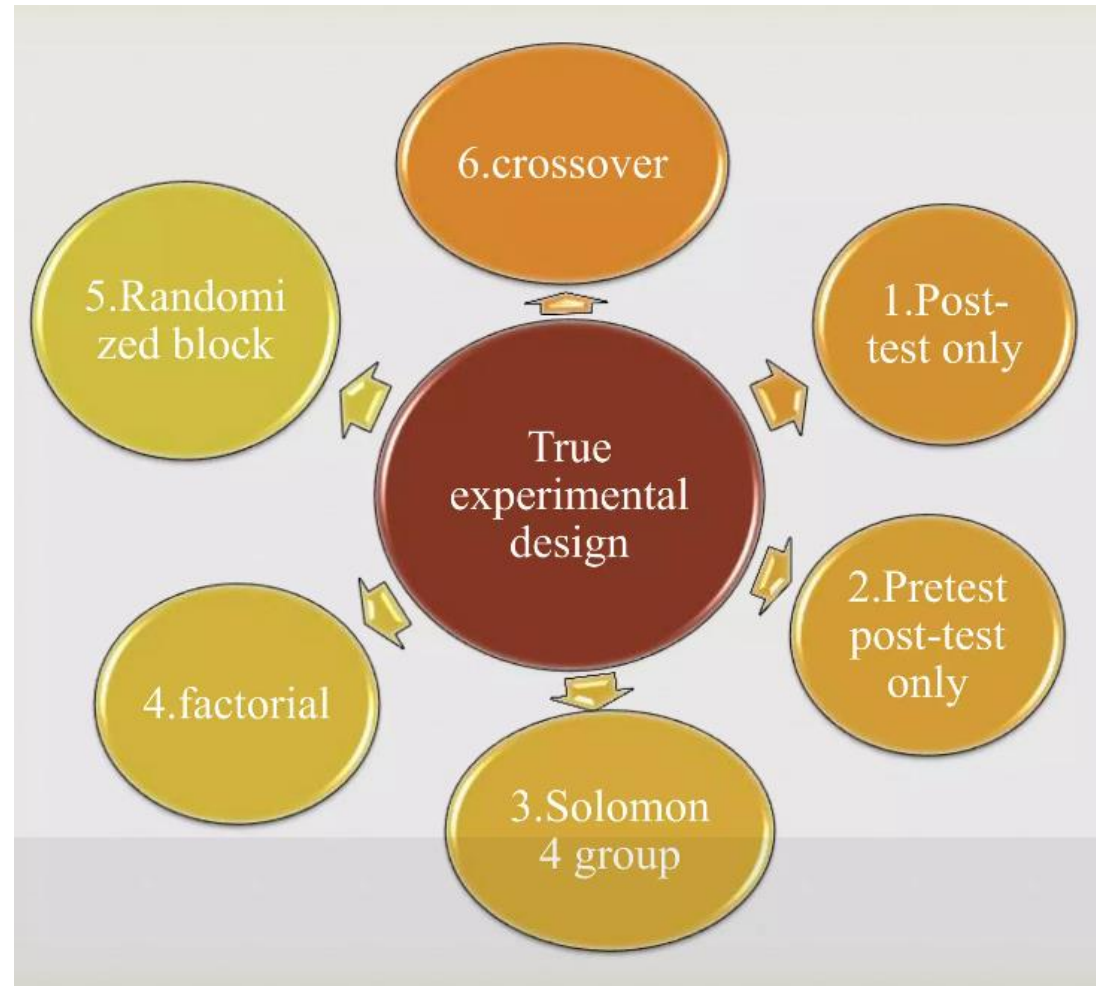 6.crossover
5.Randomi
zed block
1.Post-
test only
True
experimental
design
2.Pretest
post-test
only
4.factorial
3.Solomon
4 group